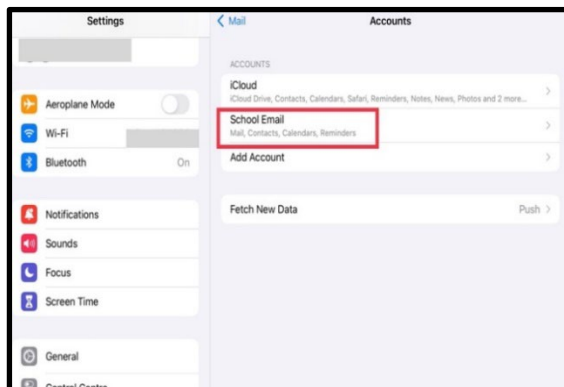 Settings
Aeroplane Mode
Wi-Fi
Bluetooth On
Notifications
Sounds
Focus
Screen Time
General
Control Centre
Mail
Accounts
ACCOUNTS
iCloud
iCloud Drive, Contacts, Calendars, Safari, Reminders, Notes, News, Photos and 2 more...
School Email
Mail, Contacts, Calendars, Reminders
Add Account
Fetch New Data Push